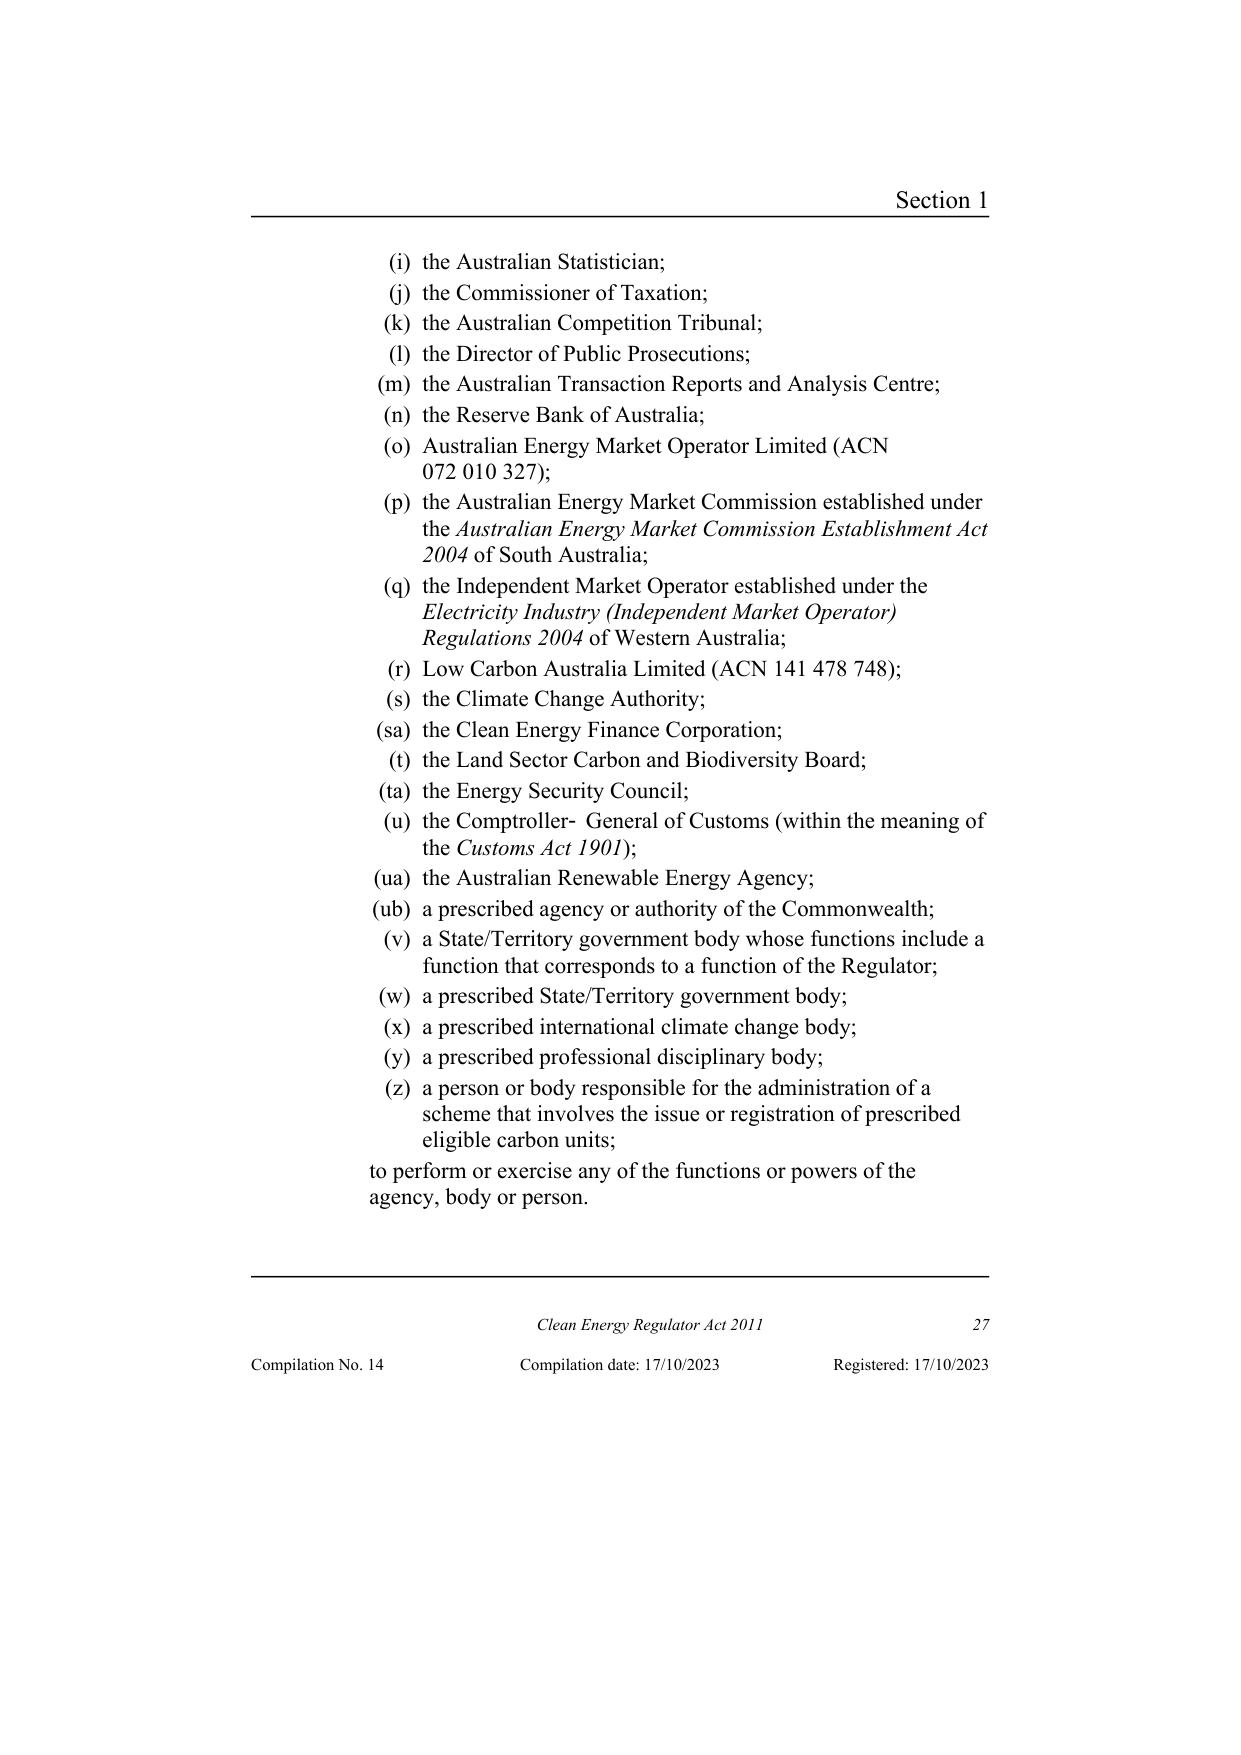 Section 1
(i) the Australian Statistician;
(j) the Commissioner of Taxation;
(k) the Australian Competition Tribunal;
(l) the Director of Public Prosecutions;
(m) the Australian Transaction Reports and Analysis Centre;
(n) the Reserve Bank of Australia;
(o) Australian Energy Market Operator Limited (ACN
072 010 327);
(p) the Australian Energy Market Commission established under
the Australian Energy Market Commission Establishment Act
2004 of South Australia;
(q) the Independent Market Operator established under the
Electricity Industry (Independent Market Operator)
Regulations 2004 of Western Australia;
(r) Low Carbon Australia Limited (ACN 141 478 748);
(s) the Climate Change Authority;
(sa) the Clean Energy Finance Corporation;
(t) the Land Sector Carbon and Biodiversity Board;
(ta) the Energy Security Council;
(u) the Comptroller- General of Customs (within the meaning of
the Customs Act 1901);
(ua) the Australian Renewable Energy Agency;
(ub) a prescribed agency or authority of the Commonwealth;
(v) a State/Territory government body whose functions include a
function that corresponds to a function of the Regulator;
(w) a prescribed State/Territory government body;
(x) a prescribed international climate change body;
(y) a prescribed professional disciplinary body;
(z) a person or body responsible for the administration of a
scheme that involves the issue or registration of prescribed
eligible carbon units;
to perform or exercise any of the functions or powers of the
agency, body or person.
Clean Energy Regulator Act 2011 27
Compilation No. 14 Compilation date: 17/10/2023 Registered: 17/10/2023